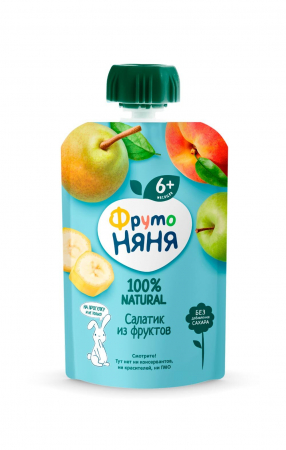 6+
месяцев
Фруто
НЯНЯ
100%
NATURAL
Салатик
из фруктов
БЕЗ
добавления
САХАРА
Смотрите!
Тут нет ни консервантов,
ни красителей, ни ГМО